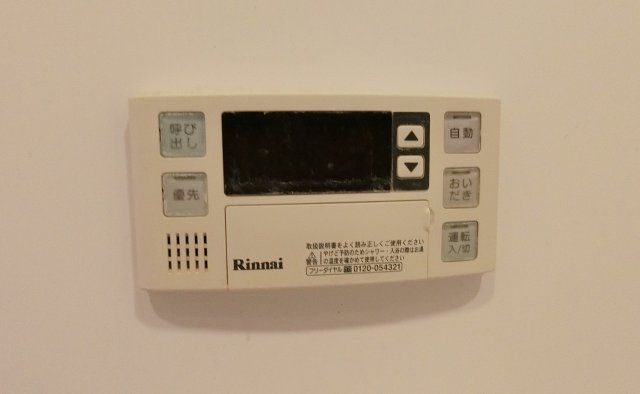 呼び
出し
優先
▲
▼
自動
おい
だき
運転
入/切
Rinnai
取扱説明書をよく読み正しくご使用ください
警告
やけど予防のためシャワー・入浴の際はお湯
の温度を確かめて使用してください
フリーダイヤル 0120-054321